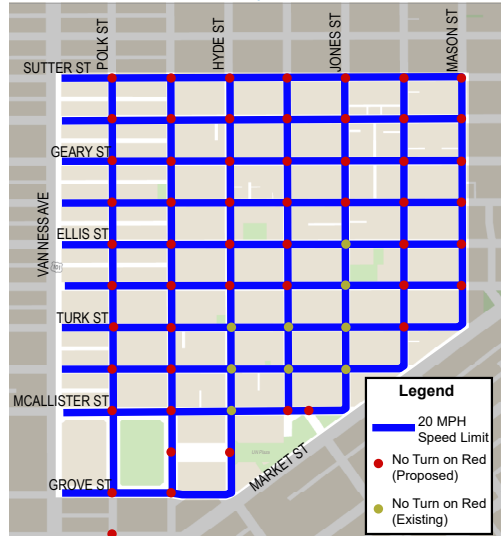 POLK ST
HYDE ST
JONES ST
MASON ST
SUTTER ST
GEARY ST
VAN NESS AVE
ELLIS ST
101
TURK ST
MCALLISTER ST
GROVE ST
MARKET ST
Legend
20 MPH
Speed Limit
No Turn on Red
(Proposed)
No Turn on Red
(Existing)